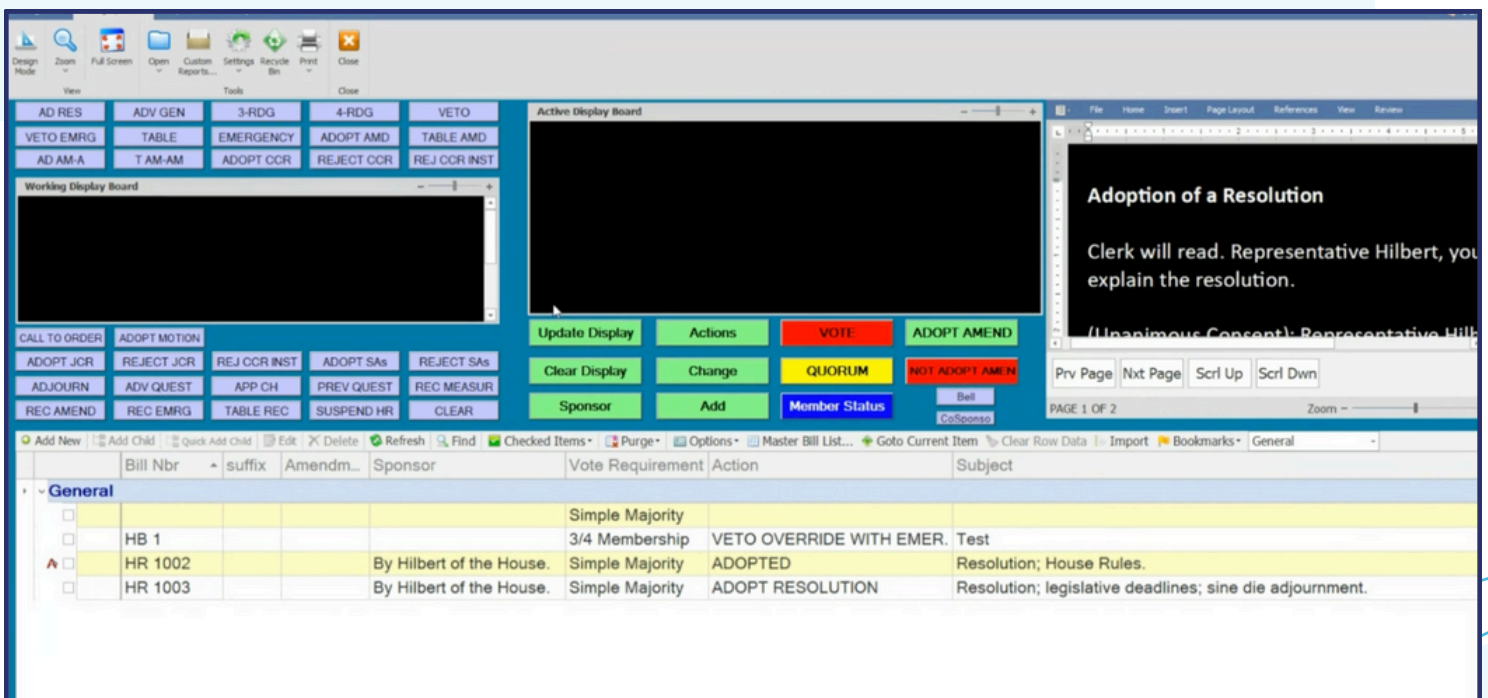 Design Mode Zoom Full Screen Open Custom Reports... Settings Recycle Bin Print Close
View Tools Close
AD RES ADV GEN 3-RDG 4-RDG VETO
VETO EMRG TABLE EMERGENCY ADOPT AMD TABLE AMD
AD AM-A T AM-AM ADOPT CCR REJECT CCR REJ CCR INST
Working Display Board
CALL TO ORDER ADOPT MOTION
ADOPT JCR REJECT JCR REJ CCR INST ADOPT SAs REJECT SAs
ADJOURN ADV QUEST APP CH PREV QUEST REC MEASUR
REC AMEND REC EMRG TABLE REC SUSPEND HR CLEAR
Active Display Board
Update Display Actions VOTE ADOPT AMEND
Clear Display Change QUORUM NOT ADOPT AMEN
Sponsor Add Member Status Bell
CoSponso
File Home Insert Page Layout References View Review
1 2 3 4 5
Adoption of a Resolution
Clerk will read. Representative Hilbert, you
explain the resolution.
(Unanimous Consent): Representative Hilb
Prv Page Nxt Page Scrl Up Scrl Dwn
PAGE 1 OF 2 Zoom
Add New Add Child Quick Add Child Edit Delete Refresh Find Checked Items Purge Options Master Bill List... Goto Current Item Clear Row Data Import Bookmarks General
Bill Nbr suffix Amendm... Sponsor Vote Requirement Action Subject
General
Simple Majority
HB 1 3/4 Membership VETO OVERRIDE WITH EMER. Test
HR 1002 By Hilbert of the House. Simple Majority ADOPTED Resolution; House Rules.
HR 1003 By Hilbert of the House. Simple Majority ADOPT RESOLUTION Resolution; legislative deadlines; sine die adjournment.